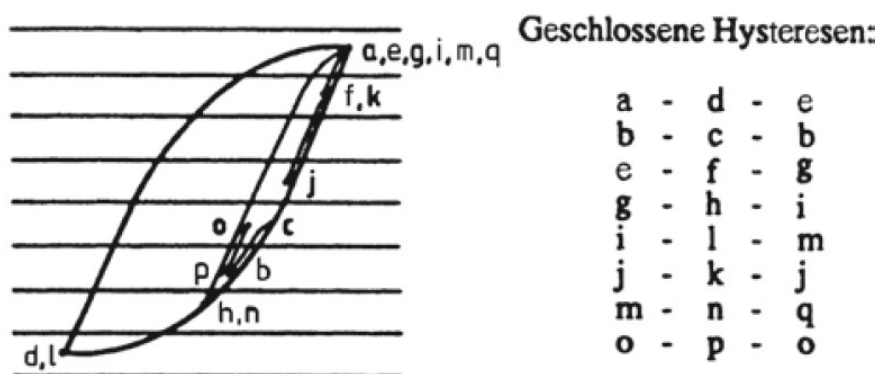 Geschlossene Hysteresen:
a,e,g,i,m,q
f,k
j
o c
p b
h,n
d,l
a - d - e
b - c - b
e - f - g
g - h - i
i - l - m
j - k - j
m - n - q
o - p - o